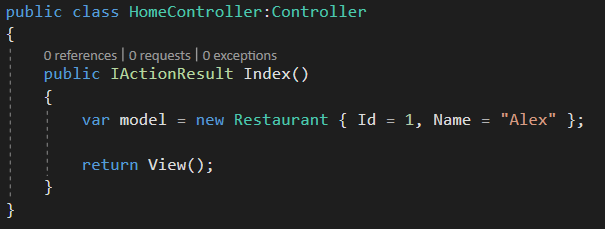 public class HomeController:Controller
{
0 references | 0 requests | 0 exceptions
public IActionResult Index()
{
var model = new Restaurant { Id = 1, Name = "Alex" };
return View();
}
}